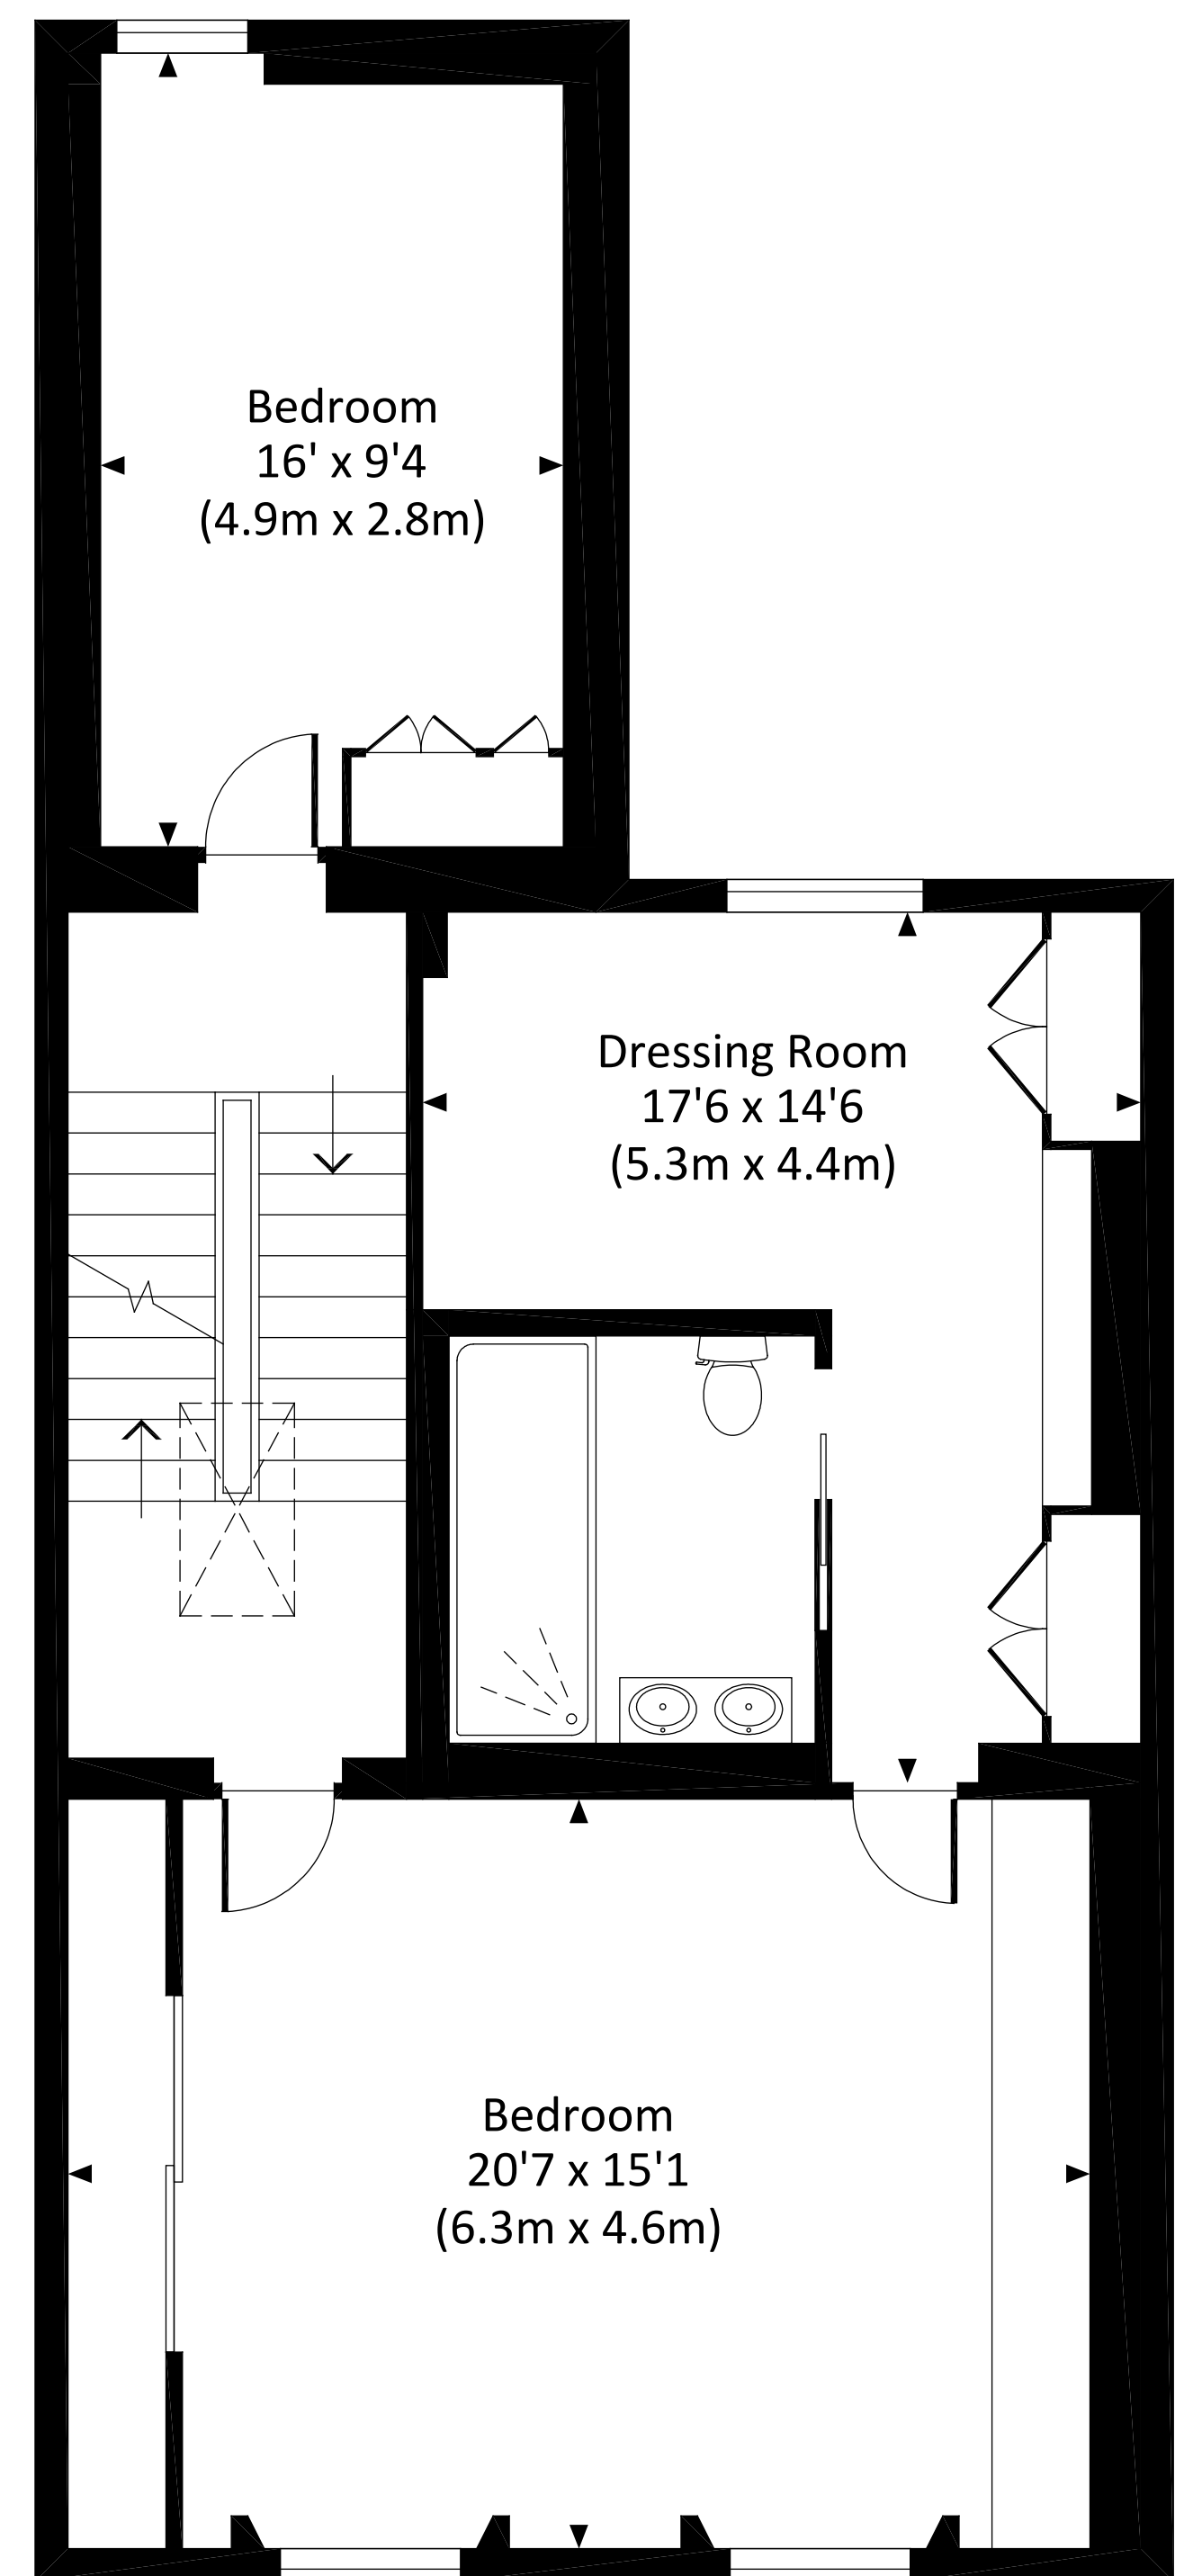 Bedroom
16' x 9'4
(4.9m x 2.8m)
Dressing Room
17'6 x 14'6
(5.3m x 4.4m)
Bedroom
20'7 x 15'1
(6.3m x 4.6m)